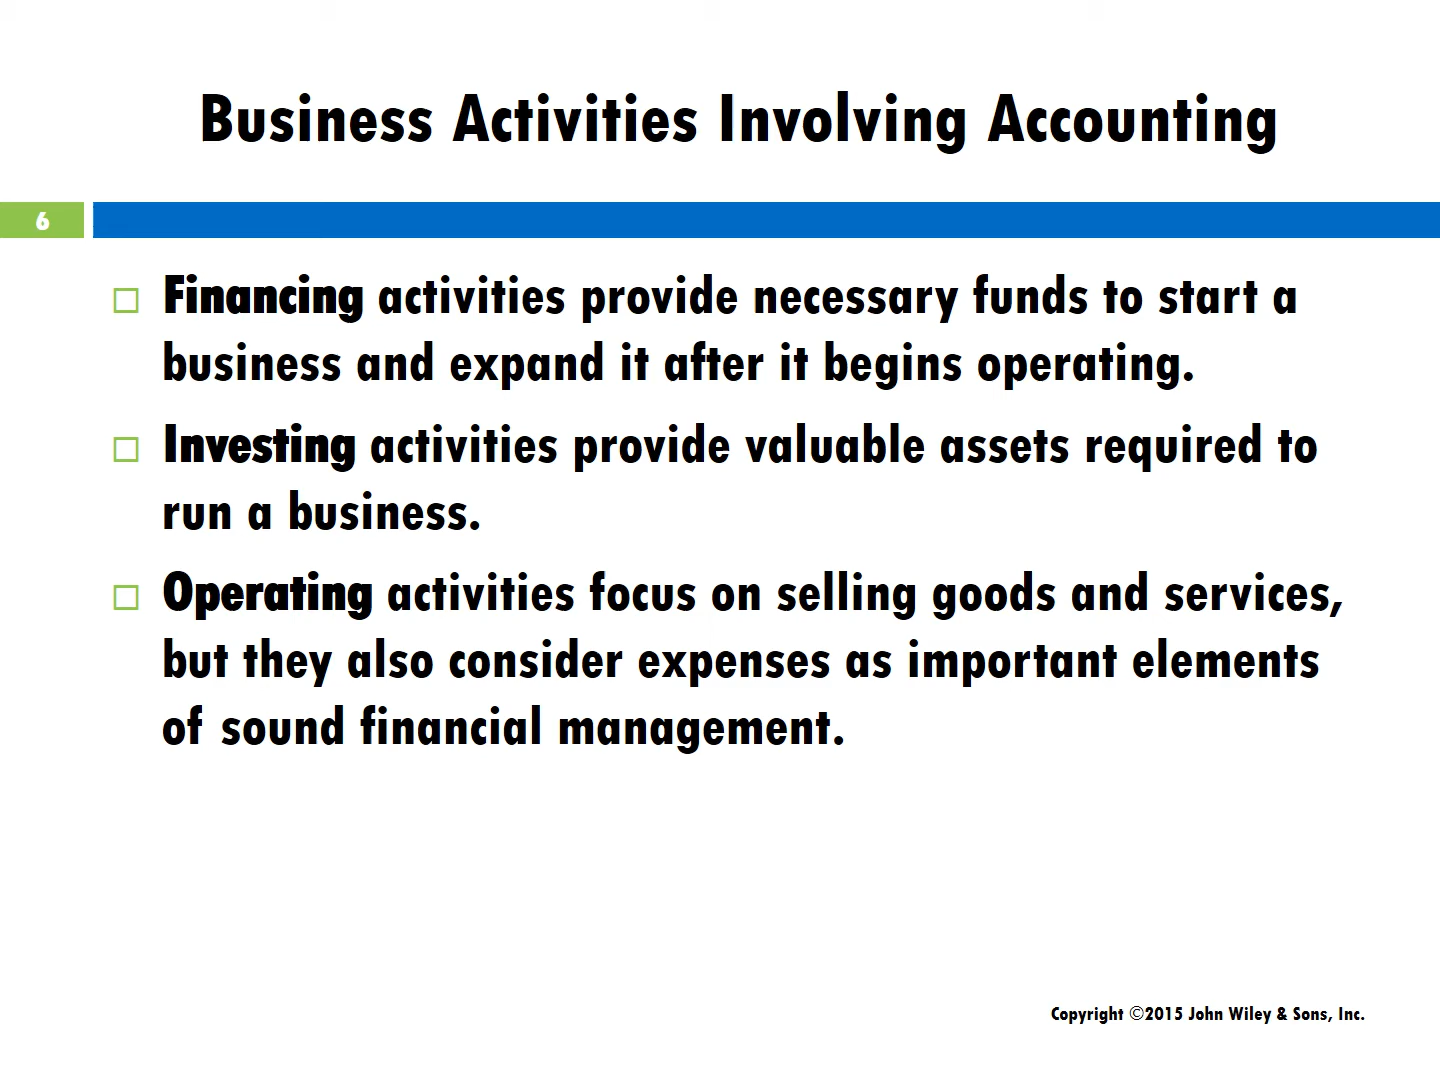 Business Activities Involving Accounting
6
Financing activities provide necessary funds to start a
business and expand it after it begins operating.
Investing activities provide valuable assets required to
run a business.
Operating activities focus on selling goods and services,
but they also consider expenses as important elements
of sound financial management.
Copyright ©2015 John Wiley & Sons, Inc.